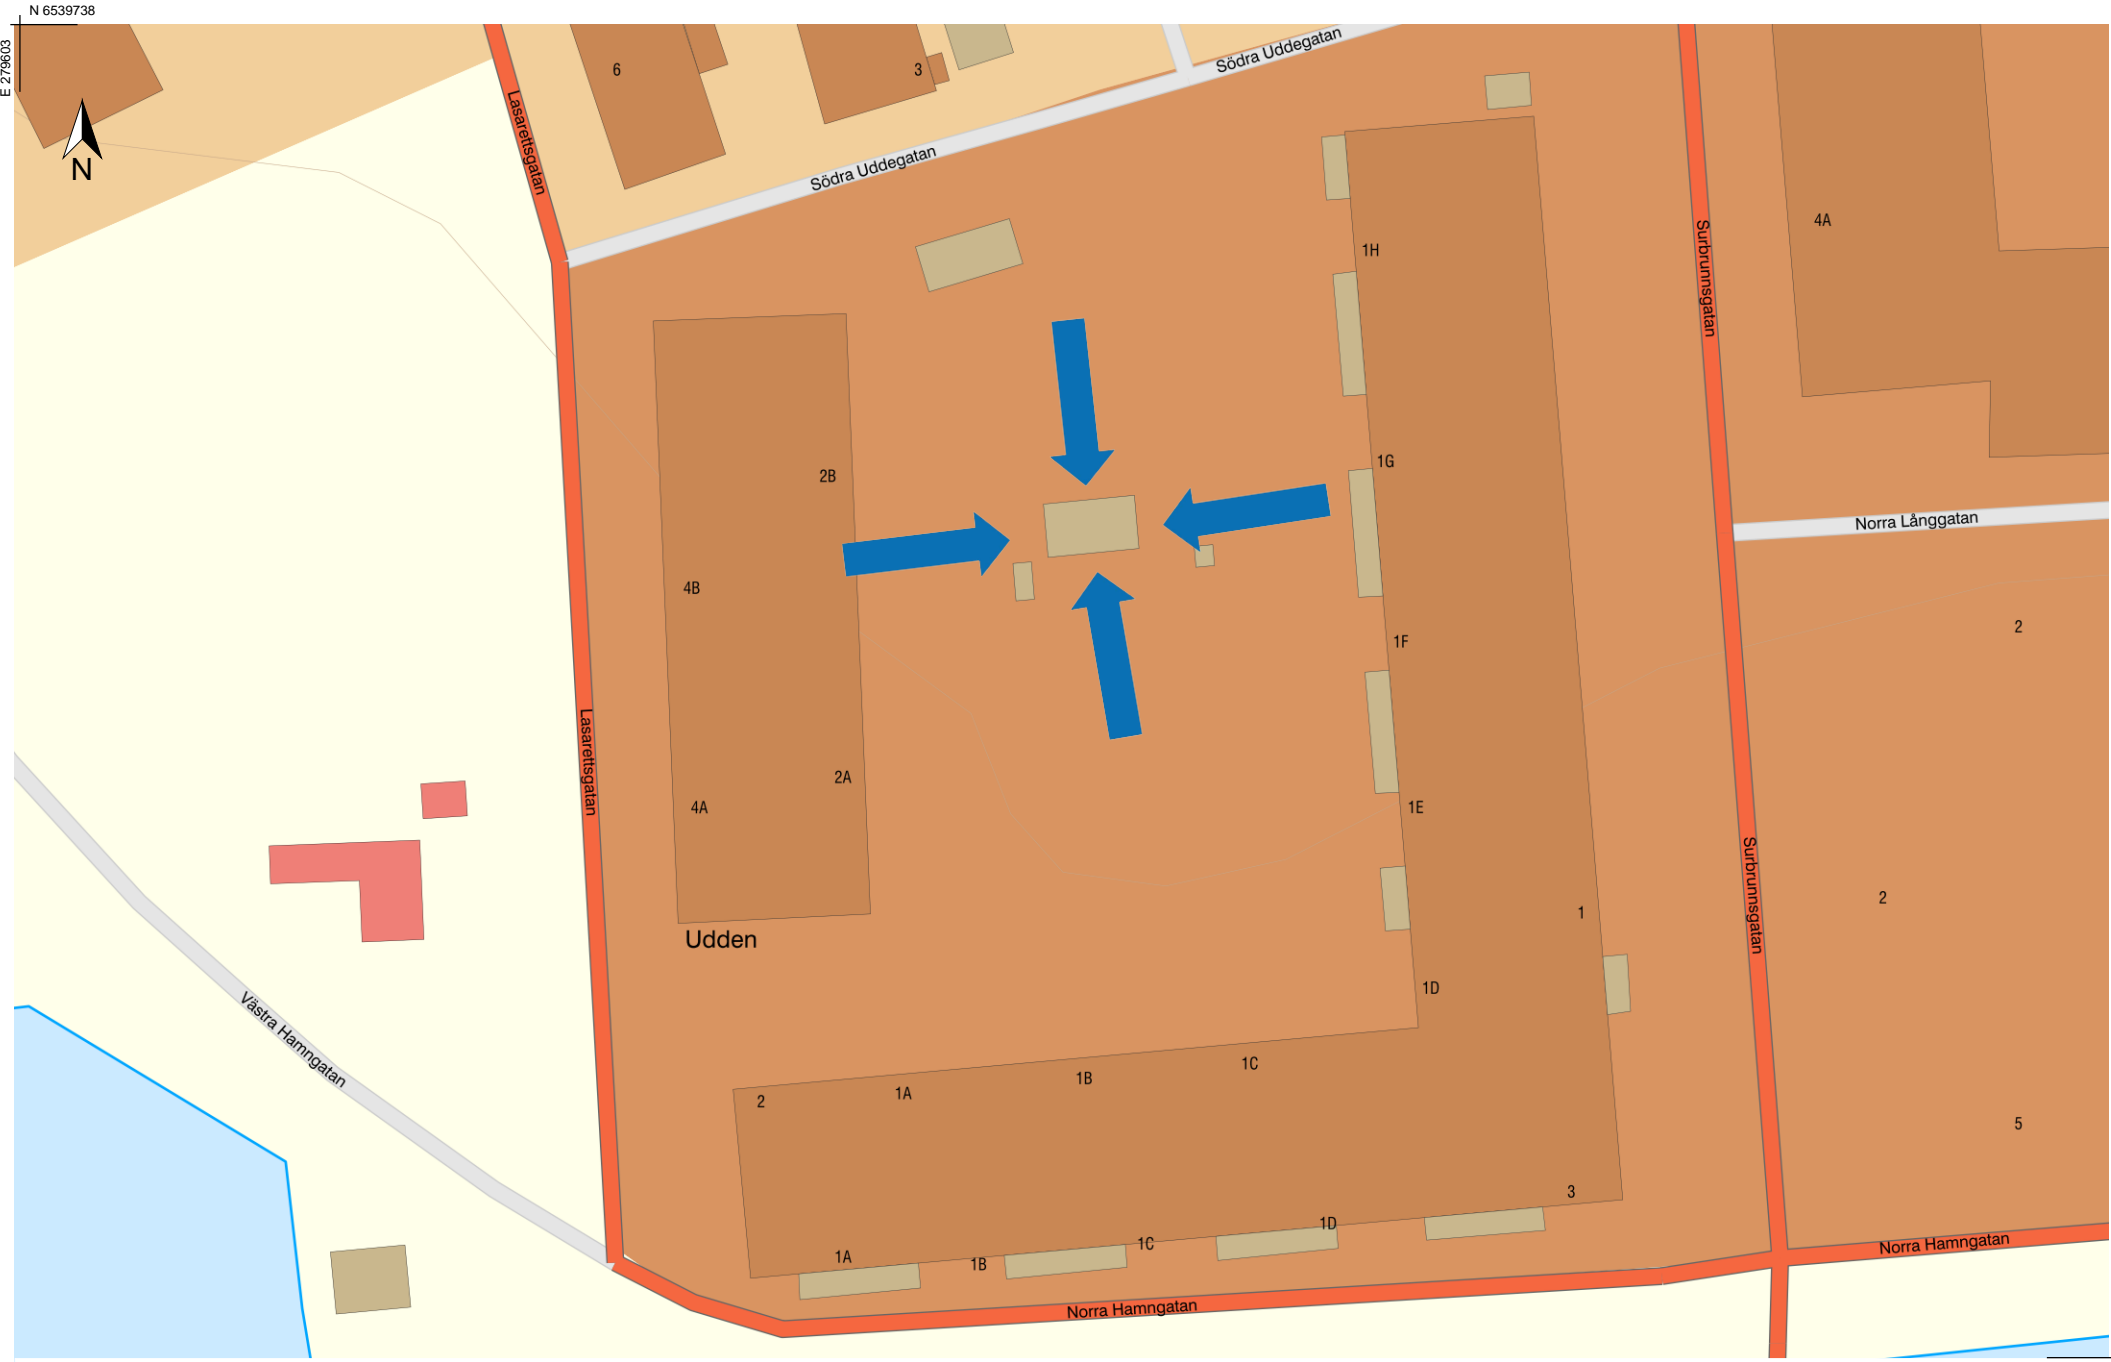 N 6539738
E 279603
N
Lasarettsgatan
6
3
Södra Uddegatan
Södra Uddegatan
1H
4A
Surbrunnsgatan
2B
1G
Norra Långgatan
4B
1F
2
Lasarettsgatan
2A
4A
1E
Surbrunnsgatan
2
1
Udden
1D
Västra Hamngatan
1C
1B
1A
2
5
3
1D
1C
1A
1B
Norra Hamngatan
Norra Hamngatan